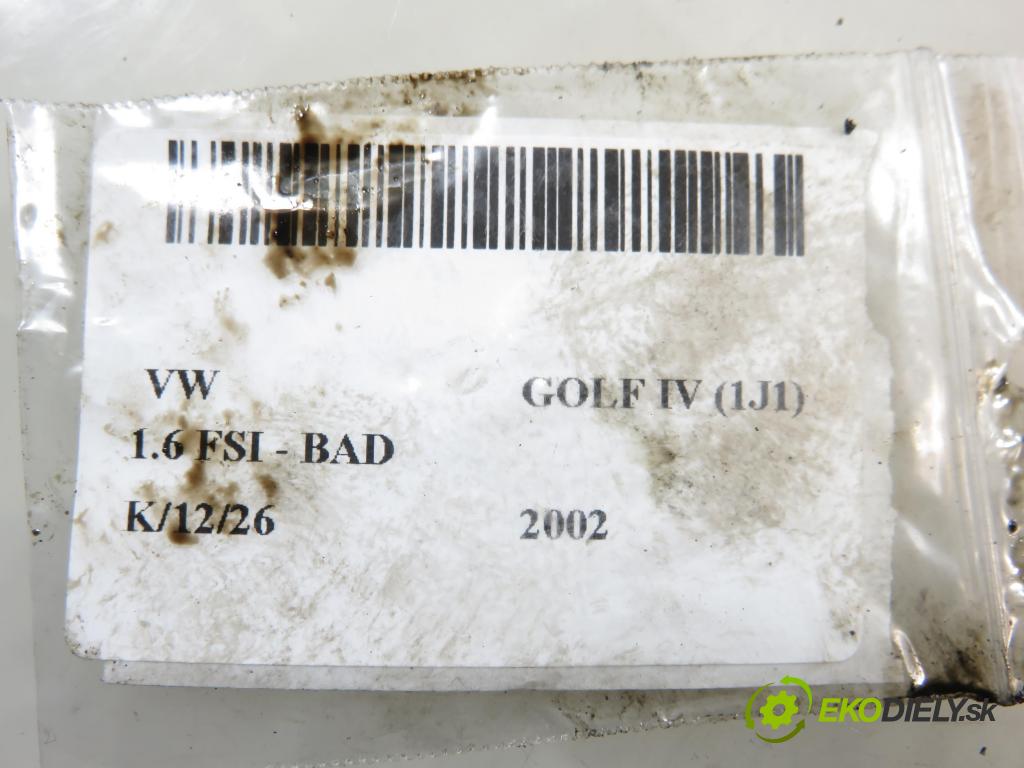 VW GOLF IV (1J1)
1.6 FSI - BAD
K/12/26 2002
EKODIELY.sk